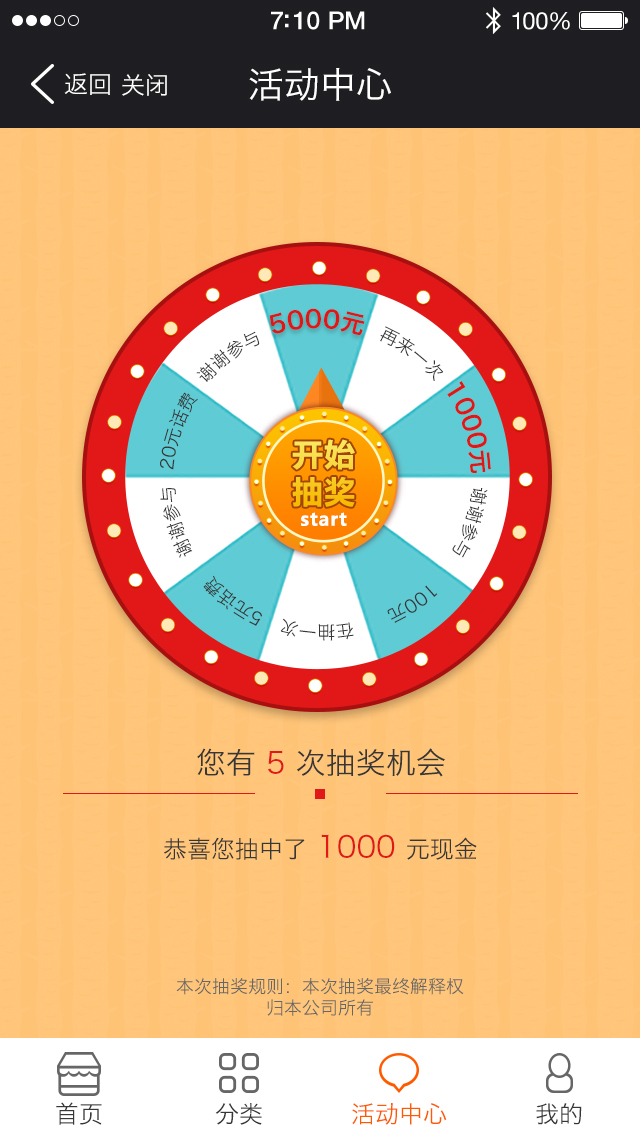 7:10 PM 100%
返回 关闭 活动中心
5000元
再来一次
1000元
谢谢参与
100元
在抽一次
5元话费
谢谢参与
20元话费
谢谢参与
开始
抽奖
start
您有 5 次抽奖机会
恭喜您抽中了 1000 元现金
本次抽奖规则：本次抽奖最终解释权
归本公司所有
首页 分类 活动中心 我的